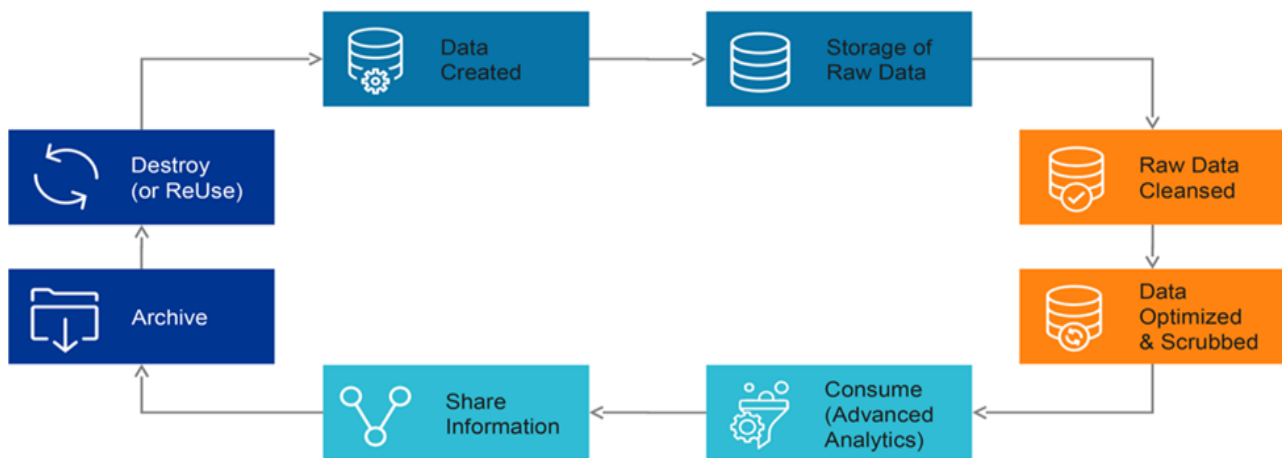 Data
Created
Storage of
Raw Data
Raw Data
Cleansed
Data
Optimized
& Scrubbed
Consume
(Advanced
Analytics)
Share
Information
Archive
Destroy
(or ReUse)